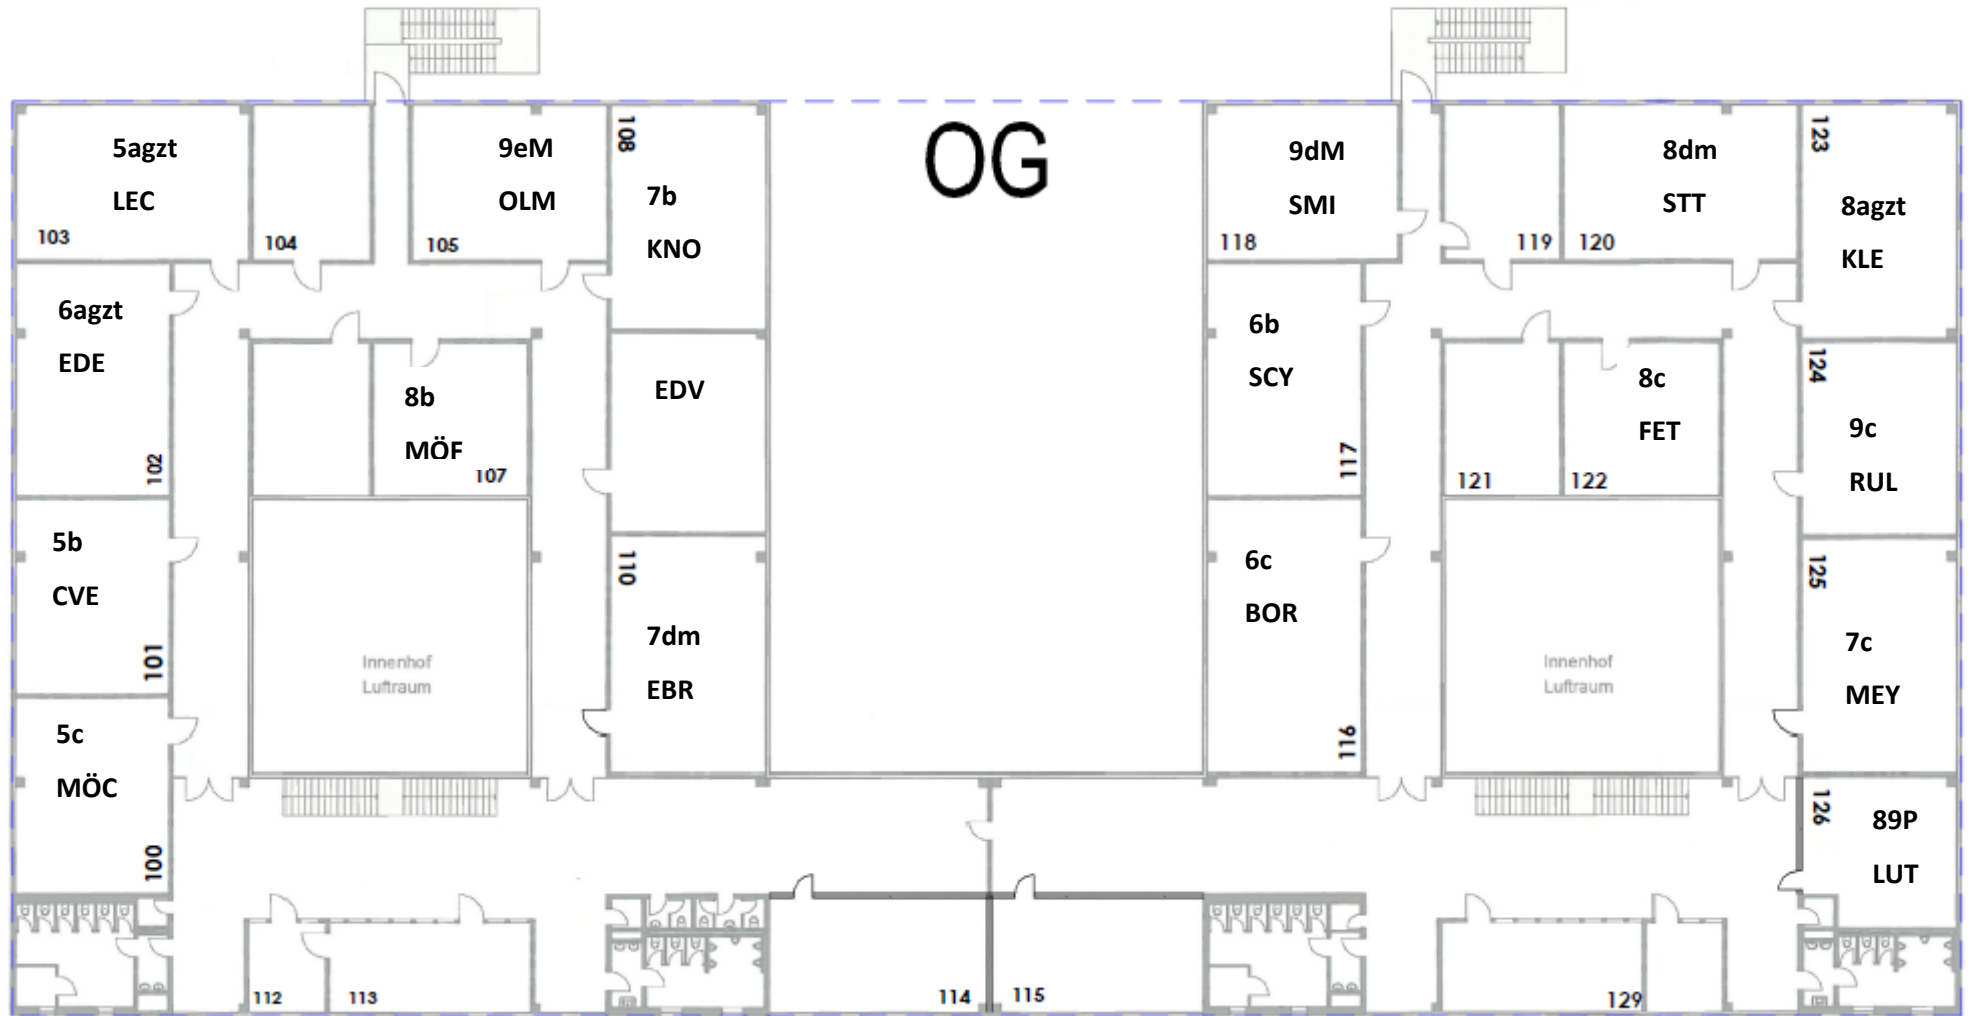 OG
5agzt
LEC
103
104
9eM
OLM
105
108
7b
KNO
9dM
SMI
118
119
8dm
STT
120
123
8agzt
KLE
6agzt
EDE
102
8b
MÖF
107
EDV
6b
SCY
117
121
8c
FET
122
124
9c
RUL
5b
CVE
101
Innenhof
Luftraum
110
7dm
EBR
6c
BOR
116
Innenhof
Luftraum
125
7c
MEY
5c
MÖC
100
126
89P
LUT
112
113
114
115
129